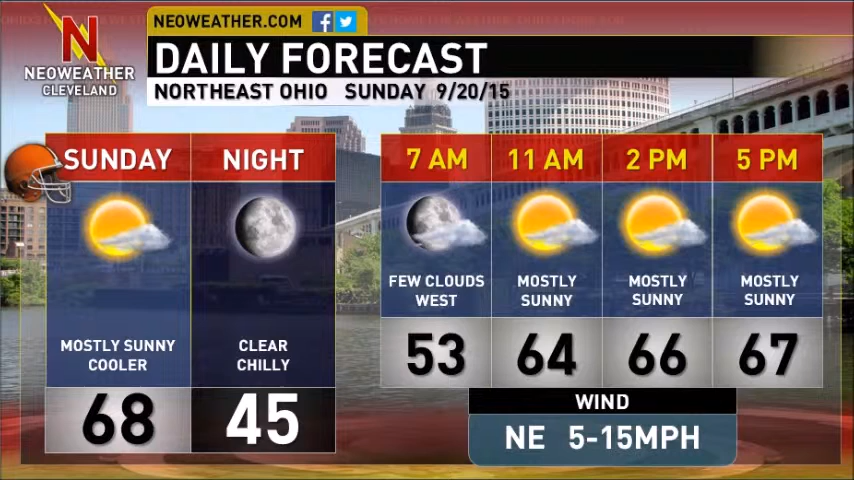 N
NEOWEATHER
CLEVELAND
NEOWEATHER.COM
DAILY FORECAST
NORTHEAST OHIO SUNDAY 9/20/15
SUNDAY
MOSTLY SUNNY
COOLER
68
NIGHT
CLEAR
CHILLY
45
7 AM
FEW CLOUDS
WEST
53
11 AM
MOSTLY
SUNNY
64
2 PM
MOSTLY
SUNNY
66
5 PM
MOSTLY
SUNNY
67
WIND
NE 5-15MPH